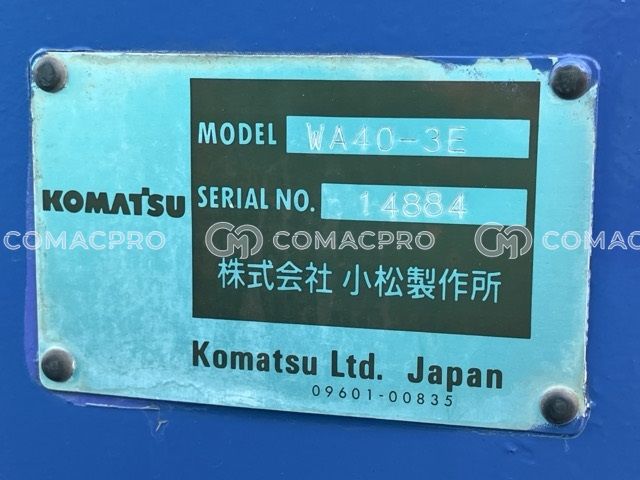 MODEL WA40-3E
KOMATSU SERIAL NO. 14884
COMACPRO COMACPRO COMACPRO
株式会社 小松製作所
Komatsu Ltd. Japan
09601-00835